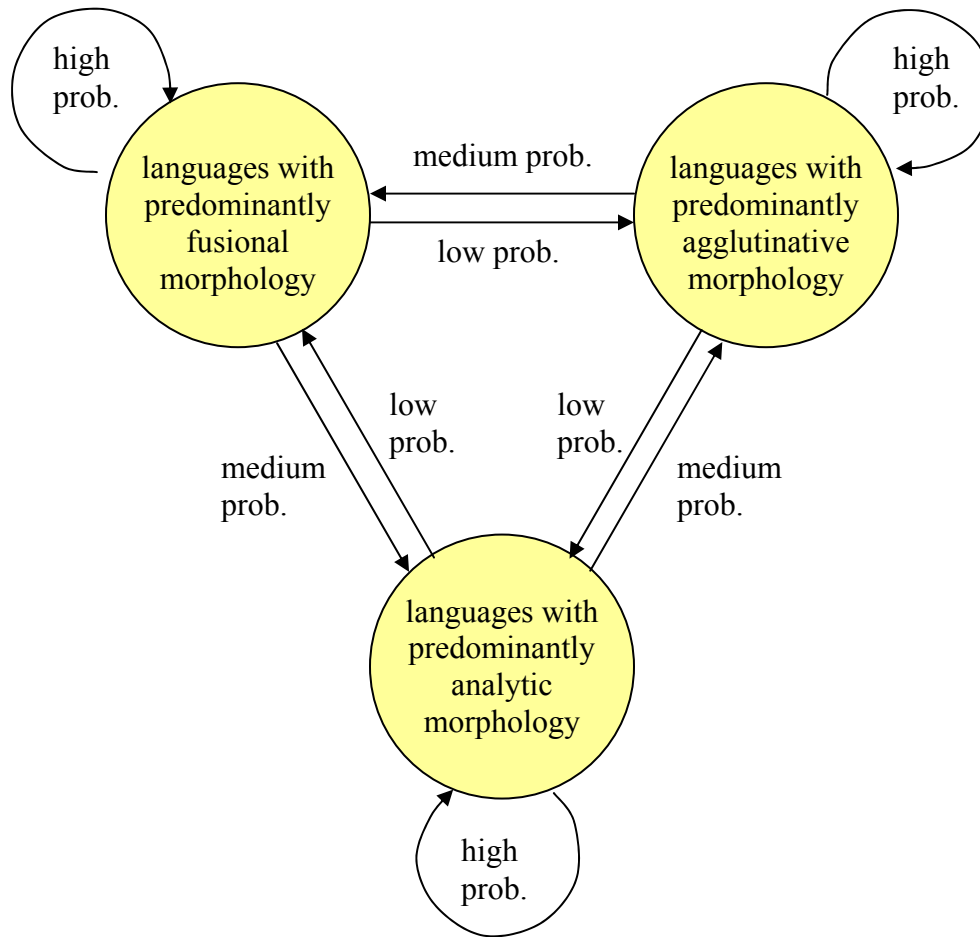 high
prob.
high
prob.
languages with
predominantly
fusional
morphology
medium prob.
low prob.
languages with
predominantly
agglutinative
morphology
low
prob.
medium
prob.
low
prob.
medium
prob.
languages with
predominantly
analytic
morphology
high
prob.